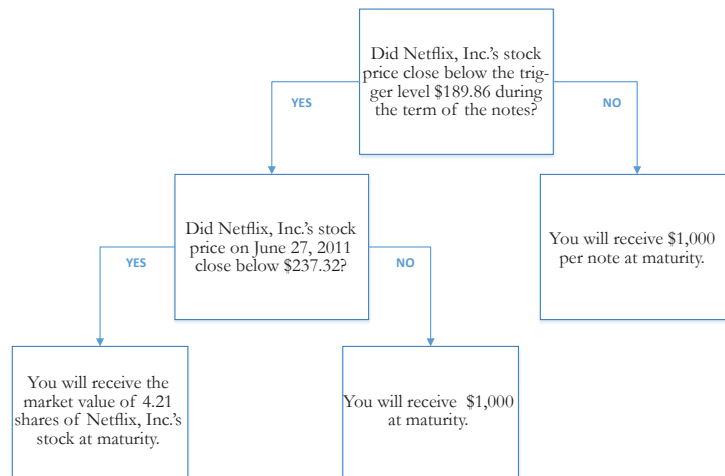 Did Netflix, Inc.'s stock
price close below the trig-
ger level $189.86 during
the term of the notes?
YES
NO
Did Netflix, Inc.'s stock
price on June 27, 2011
close below $237.32?
You will receive $1,000
per note at maturity.
YES
NO
You will receive the
market value of 4.21
shares of Netflix, Inc.'s
stock at maturity.
You will receive $1,000
at maturity.